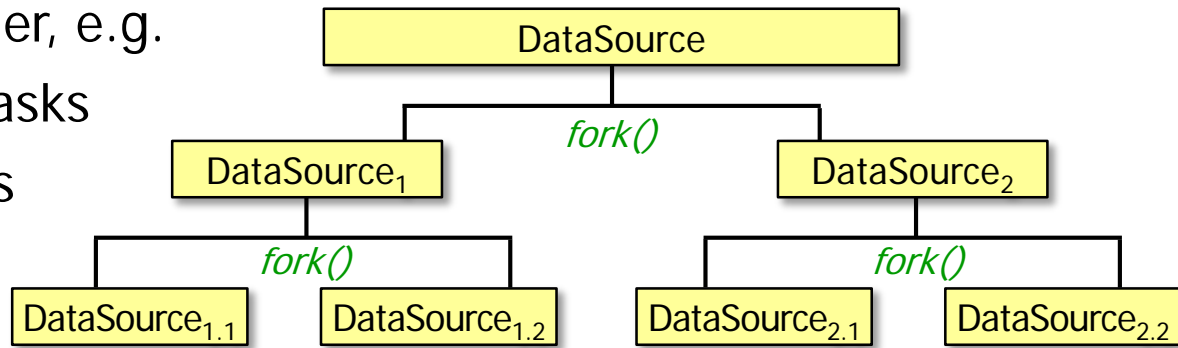 er, e.g.
asks
s
DataSource
fork()
DataSource₁
DataSource₂
fork()
fork()
DataSource₁.₁
DataSource₁.₂
DataSource₂.₁
DataSource₂.₂